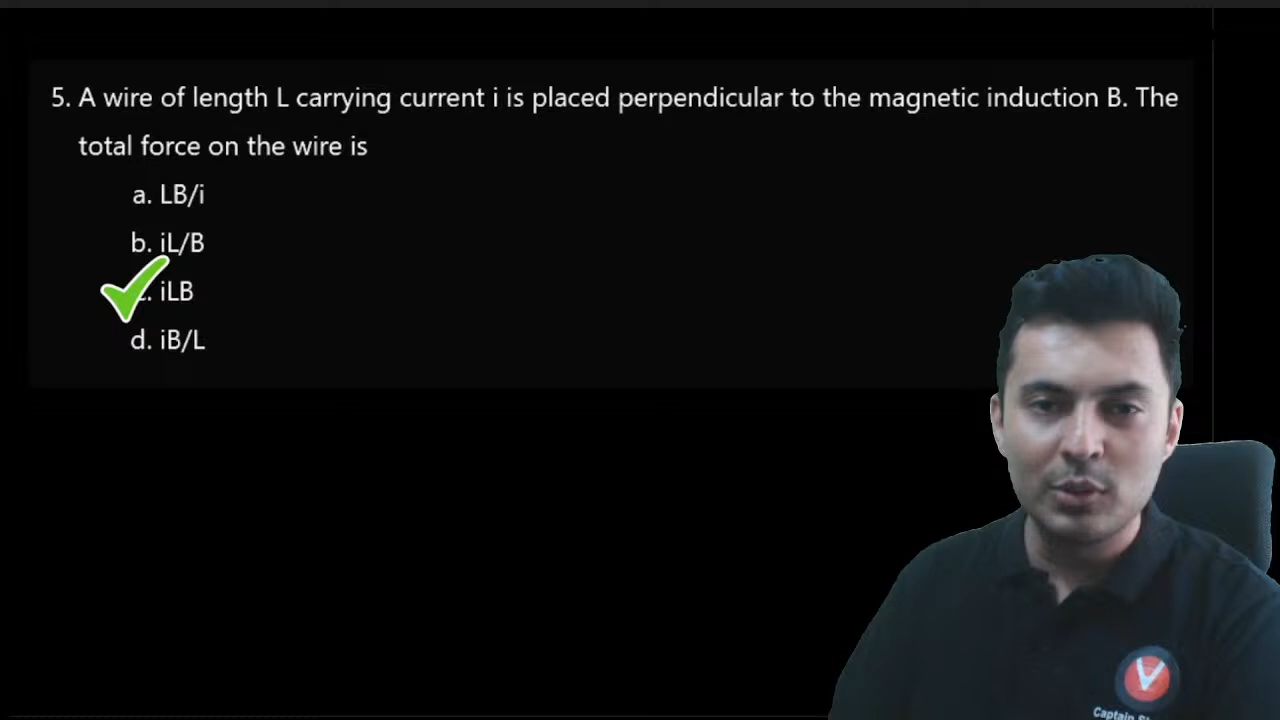 5. A wire of length L carrying current i is placed perpendicular to the magnetic induction B. The
total force on the wire is
a. LB/i
b. iL/B
iLB
d. iB/L
Captain